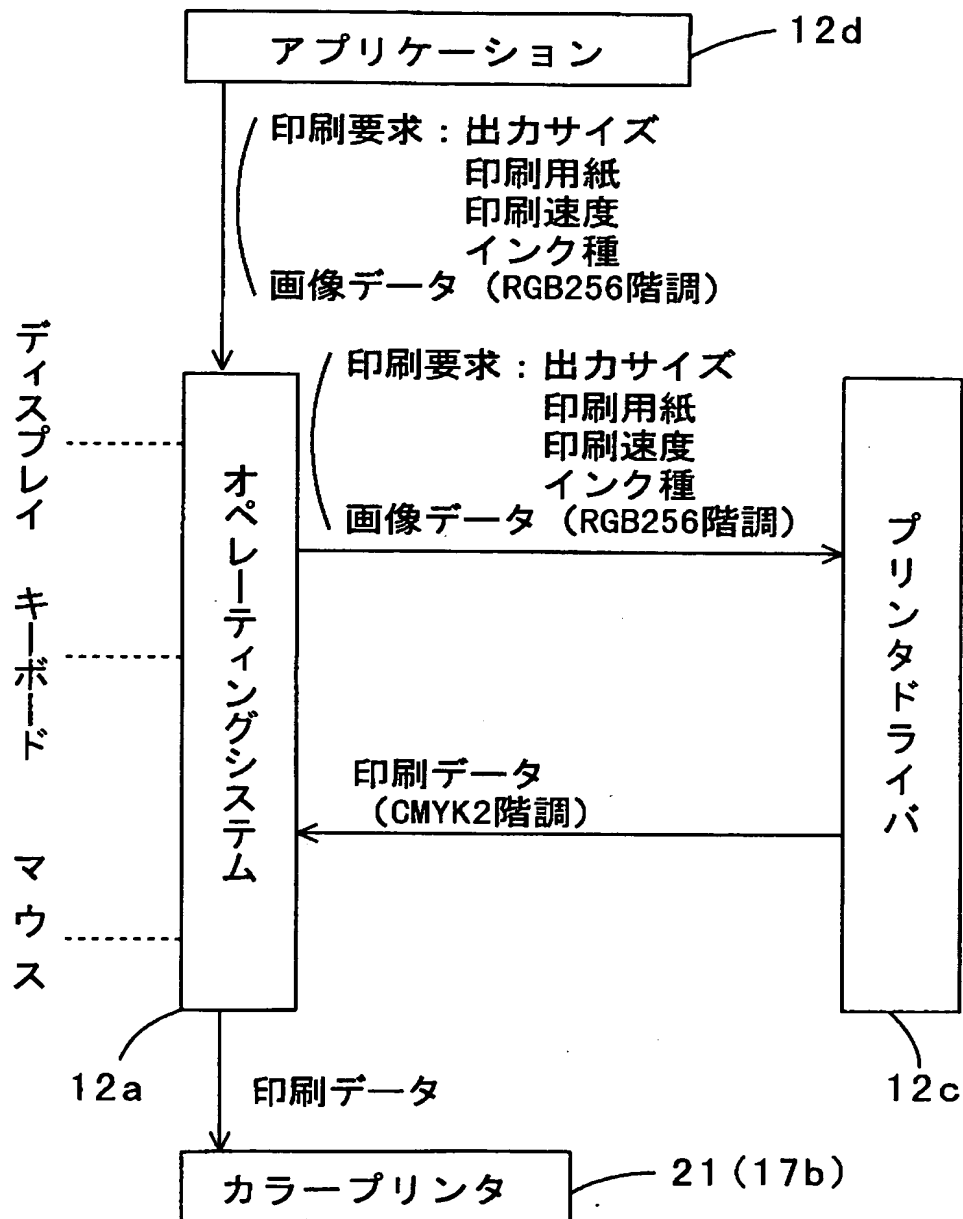 アプリケーション
12d
印刷要求：出力サイズ
印刷用紙
印刷速度
インク種
画像データ（RGB256階調）
印刷要求：出力サイズ
印刷用紙
印刷速度
インク種
画像データ（RGB256階調）
ディスプレイ
キーボード
マウス
オペレーティングシステム
プリンタドライバ
印刷データ
（CMYK2階調）
12a
12c
印刷データ
カラープリンタ
21(17b)